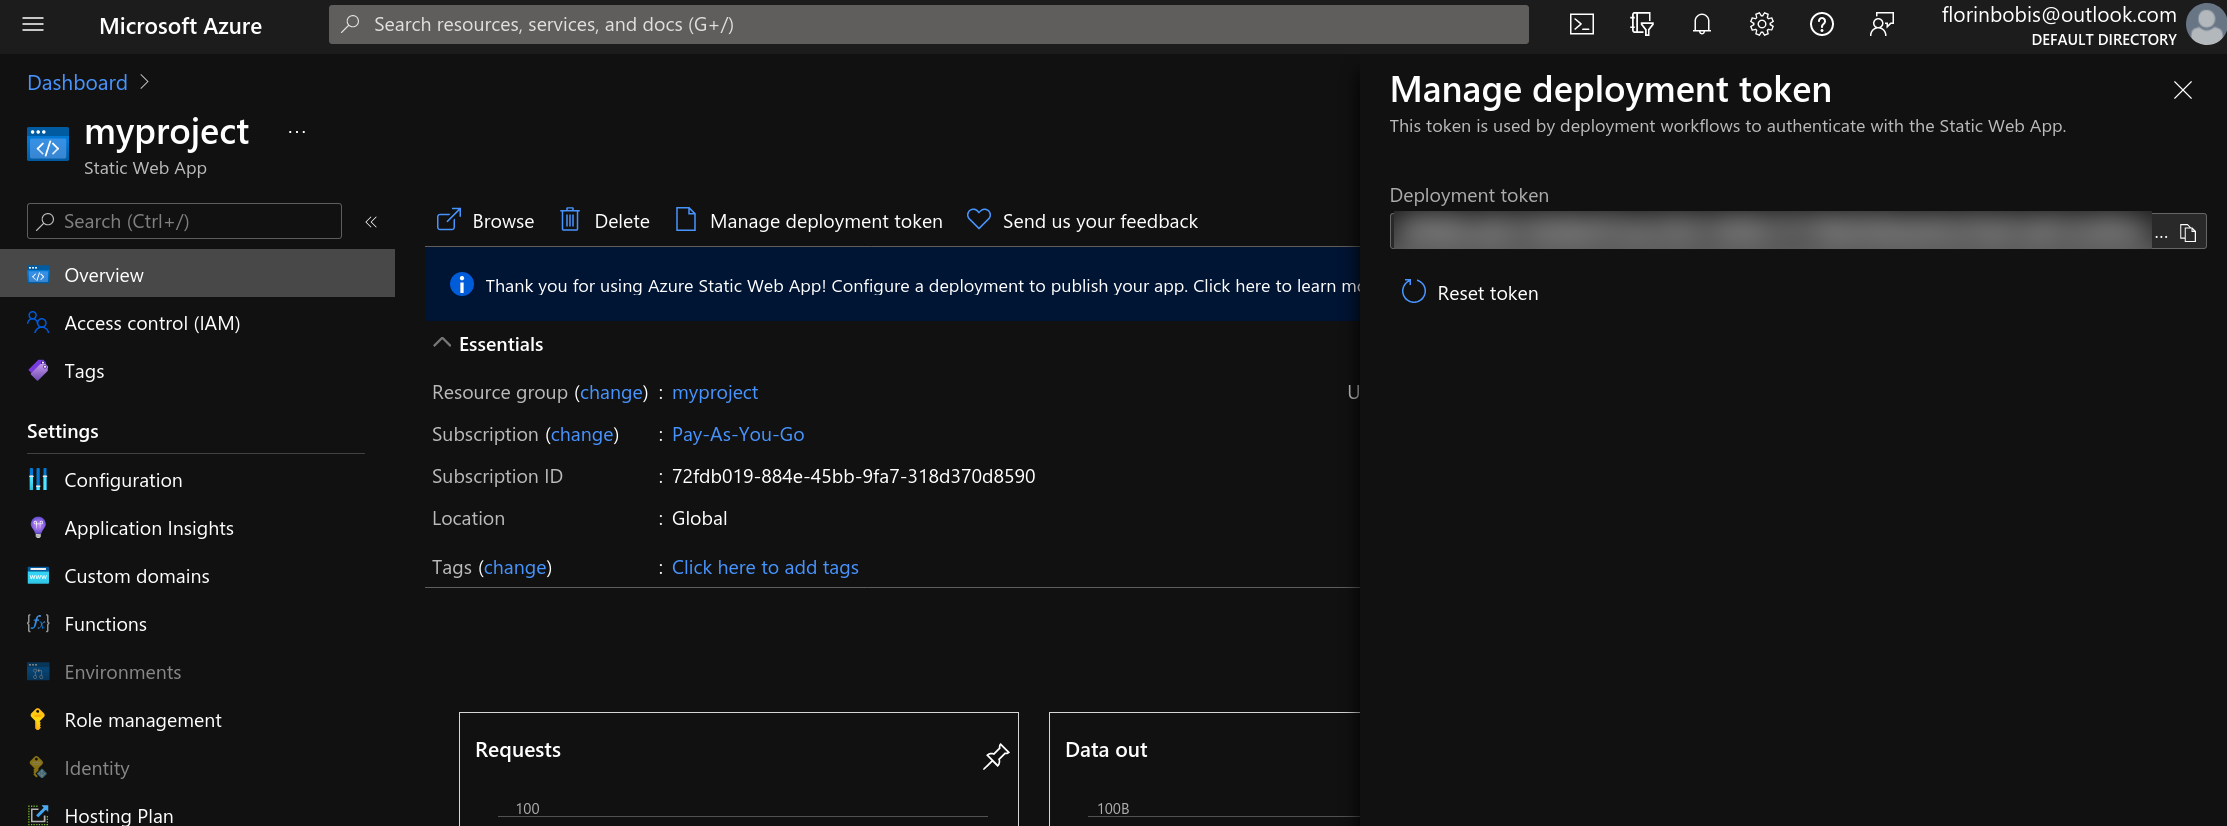 Microsoft Azure
Search resources, services, and docs (G+/)
florinbobis@outlook.com
DEFAULT DIRECTORY
Dashboard
myproject ...
Static Web App
Search (Ctrl+/)
«
Overview
Access control (IAM)
Tags
Settings
Configuration
Application Insights
Custom domains
Functions
Environments
Role management
Identity
Hosting Plan
Browse Delete Manage deployment token Send us your feedback
Thank you for using Azure Static Web App! Configure a deployment to publish your app. Click here to learn mo
Essentials
Resource group (change) : myproject U
Subscription (change) : Pay-As-You-Go
Subscription ID : 72fdb019-884e-45bb-9fa7-318d370d8590
Location : Global
Tags (change) : Click here to add tags
Requests
100
Data out
100B
Manage deployment token
This token is used by deployment workflows to authenticate with the Static Web App.
Deployment token
...
Reset token